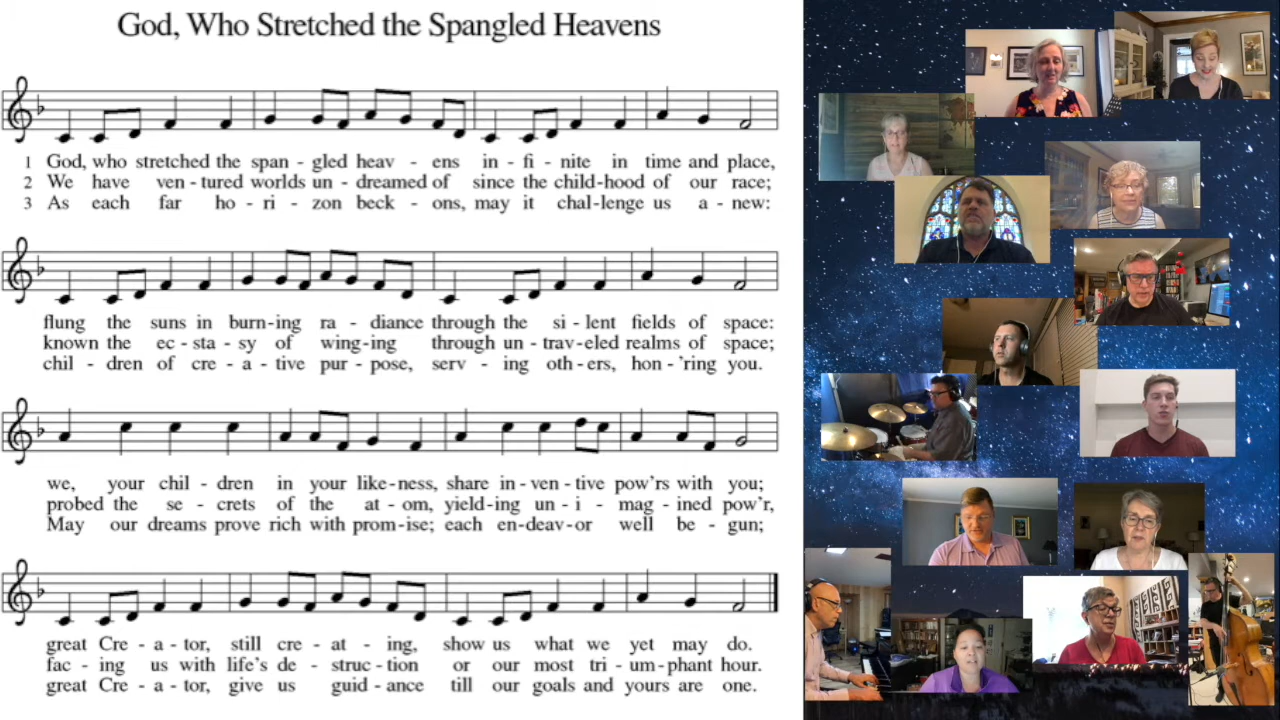 God, Who Stretched the Spangled Heavens
1 God, who stretched the span - gled heav - ens in - fi - nite in time and place,
2 We have ven - tured worlds un - dreamed of since the child - hood of our race;
3 As each far ho - ri - zon beck - ons, may it chal - lenge us a - new:
flung the suns in burn - ing ra - diance through the si - lent fields of space:
known the ec - sta - sy of wing - ing through un - trav - eled realms of space;
chil - dren of cre - a - tive pur - pose, serv - ing oth - ers, hon - 'ring you.
we, your chil - dren in your like - ness, share in - ven - tive pow'rs with you;
probed the se - crets of the at - om, yield - ing un - i - mag - ined pow'r,
May our dreams prove rich with prom - ise; each en - deav - or well be - gun;
great Cre - a - tor, still cre - at - ing, show us what we yet may do.
fac - ing us with life's de - struc - tion or our most tri - um - phant hour.
great Cre - a - tor, give us guid - ance till our goals and yours are one.